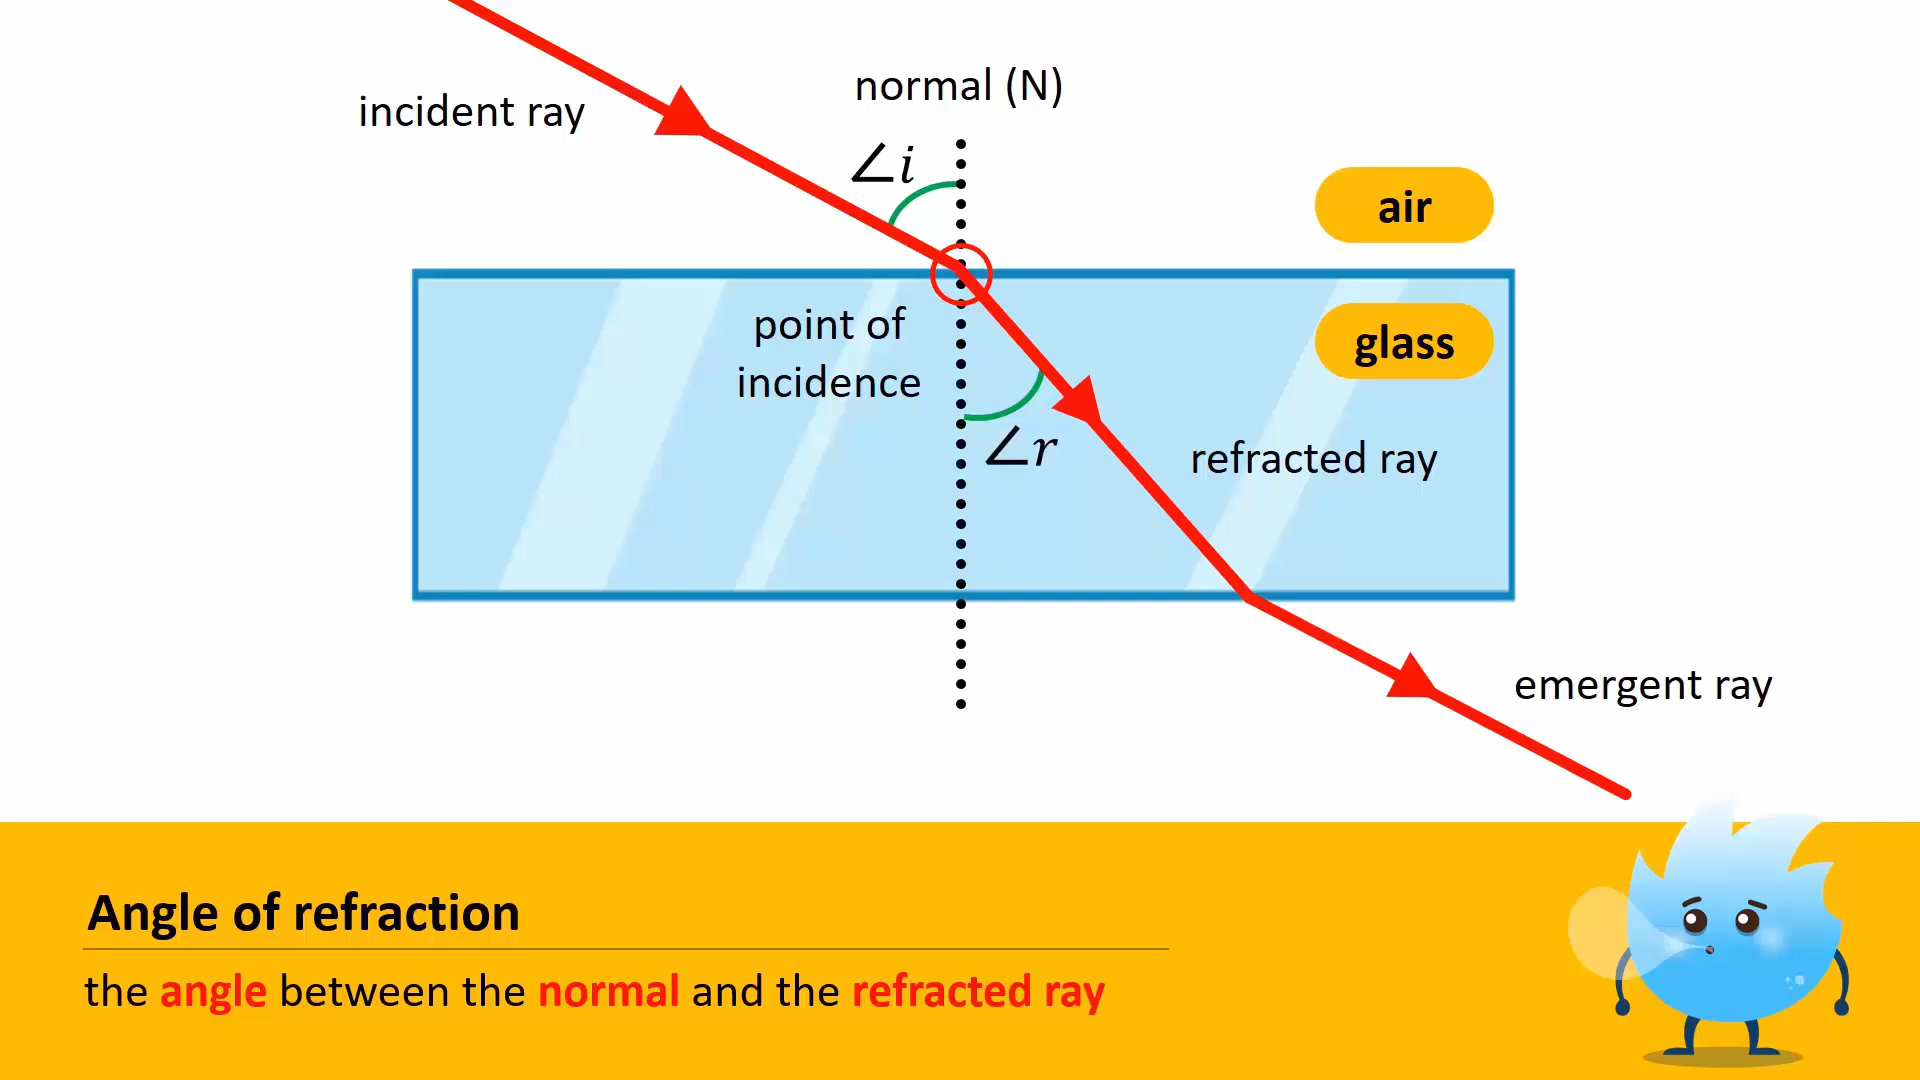 normal (N)
incident ray
∠i
air
point of
incidence
glass
∠r
refracted ray
emergent ray
Angle of refraction
the angle between the normal and the refracted ray